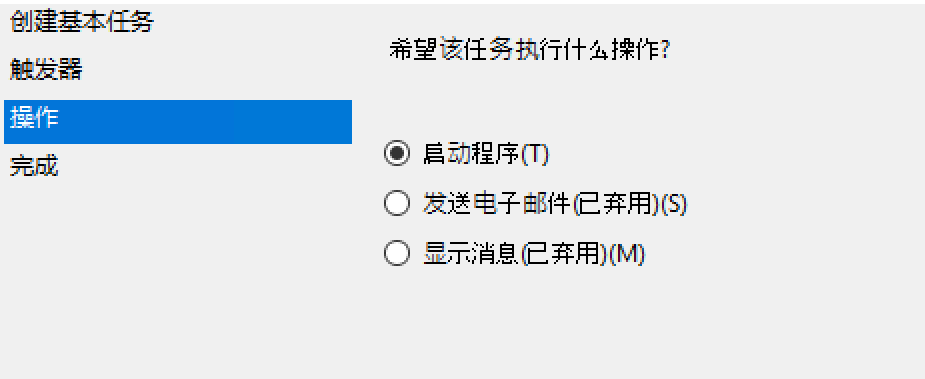 创建基本任务
触发器
操作
完成
希望该任务执行什么操作?
启动程序(T)
发送电子邮件(已弃用)(S)
显示消息(已弃用)(M)